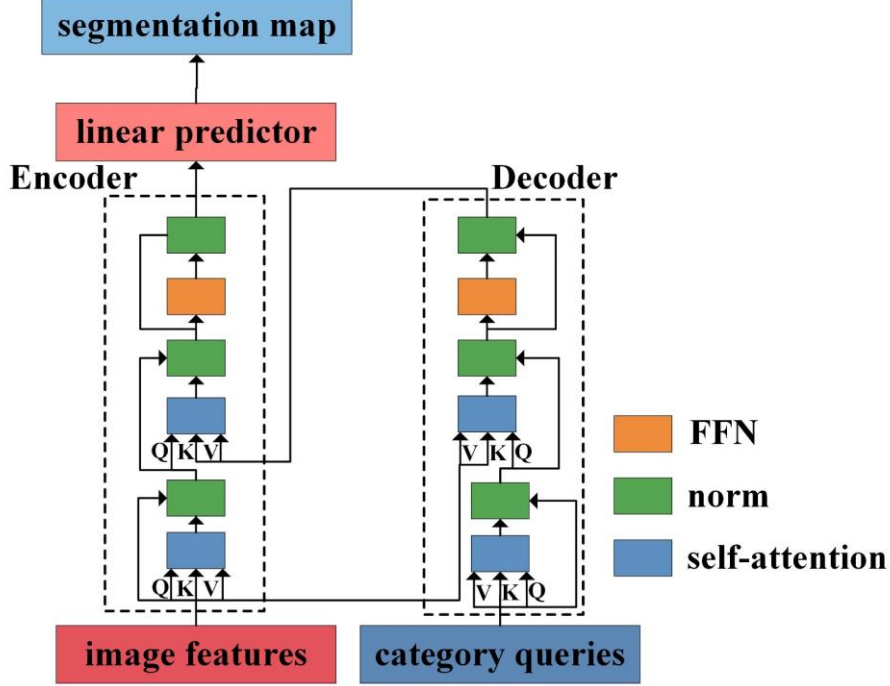 segmentation map
linear predictor
Encoder
Decoder
Q K V
V K Q
FFN
norm
self-attention
Q K V
V K Q
image features
category queries